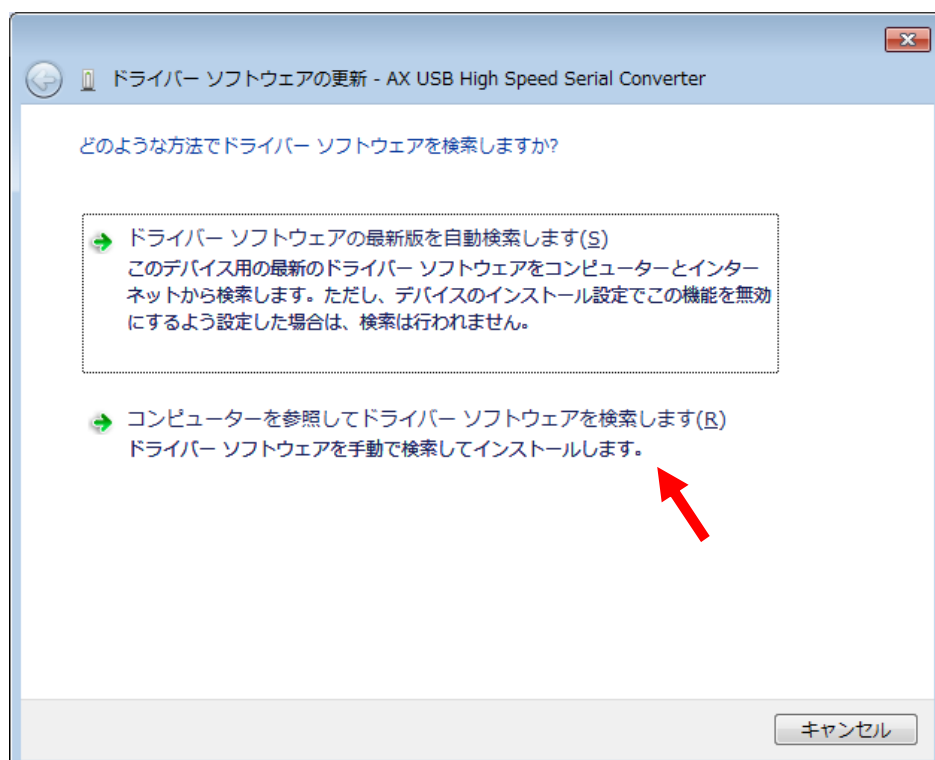 ドライバー ソフトウェアの更新 - AX USB High Speed Serial Converter
どのような方法でドライバー ソフトウェアを検索しますか?
ドライバー ソフトウェアの最新版を自動検索します(S)
このデバイス用の最新のドライバー ソフトウェアをコンピューターとインター
ネットから検索します。ただし、デバイスのインストール設定でこの機能を無効
にするよう設定した場合は、検索は行われません。
コンピューターを参照してドライバー ソフトウェアを検索します(R)
ドライバー ソフトウェアを手動で検索してインストールします。
キャンセル